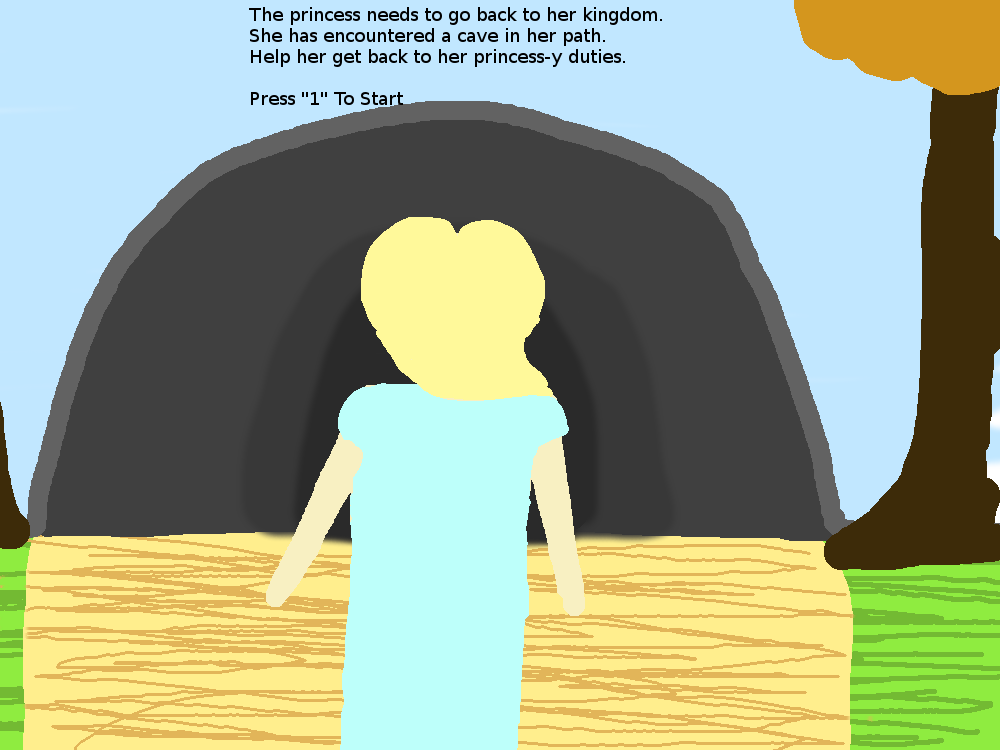 The princess needs to go back to her kingdom.
She has encountered a cave in her path.
Help her get back to her princess-y duties.
Press "1" To Start